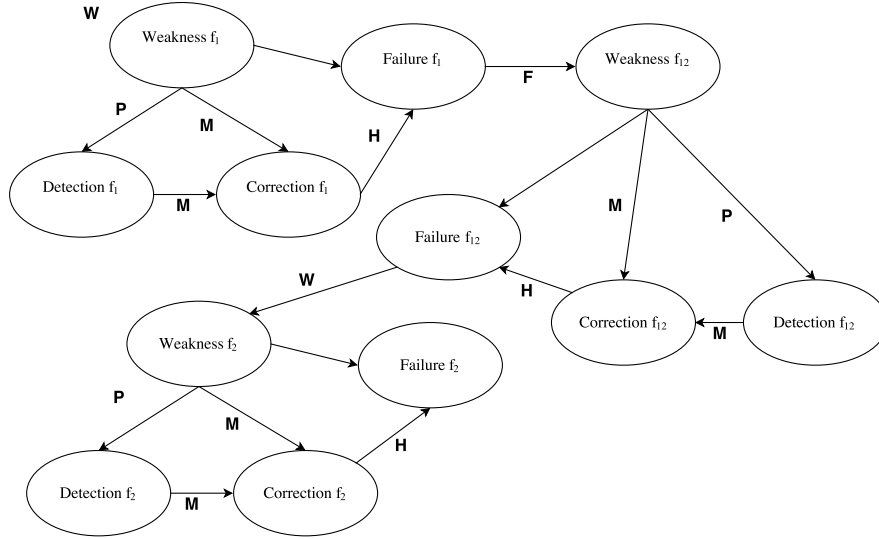 W
Weakness f₁
Failure f₁
F
Weakness f₁₂
P
M
H
Detection f₁
M
Correction f₁
M
P
Failure f₁₂
W
H
Correction f₁₂
M
Detection f₁₂
Weakness f₂
Failure f₂
P
M
H
Detection f₂
M
Correction f₂